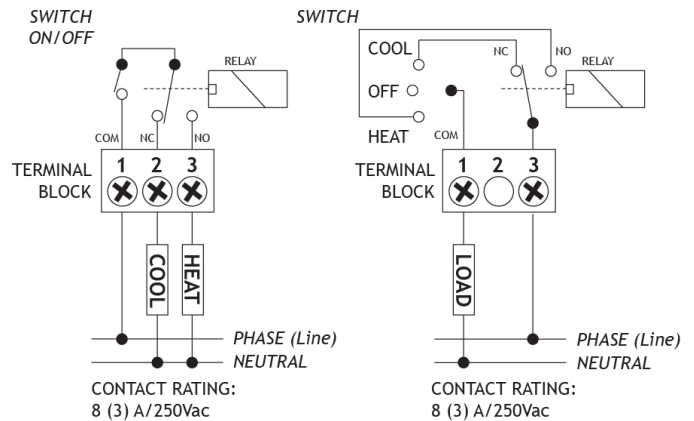 SWITCH
ON/OFF
RELAY
COM
NC
NO
TERMINAL
BLOCK
1
2
3
COOL
HEAT
PHASE (Line)
NEUTRAL
CONTACT RATING:
8 (3) A/250Vac
SWITCH
COOL
OFF
HEAT
NC
NO
RELAY
COM
TERMINAL
BLOCK
1
2
3
LOAD
PHASE (Line)
NEUTRAL
CONTACT RATING:
8 (3) A/250Vac